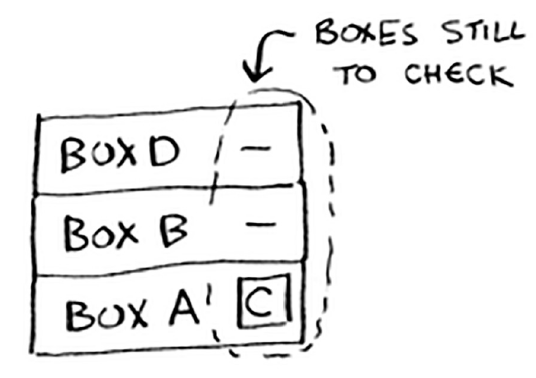 BOXES STILL
TO CHECK
BOX D –
BOX B –
BOX A C